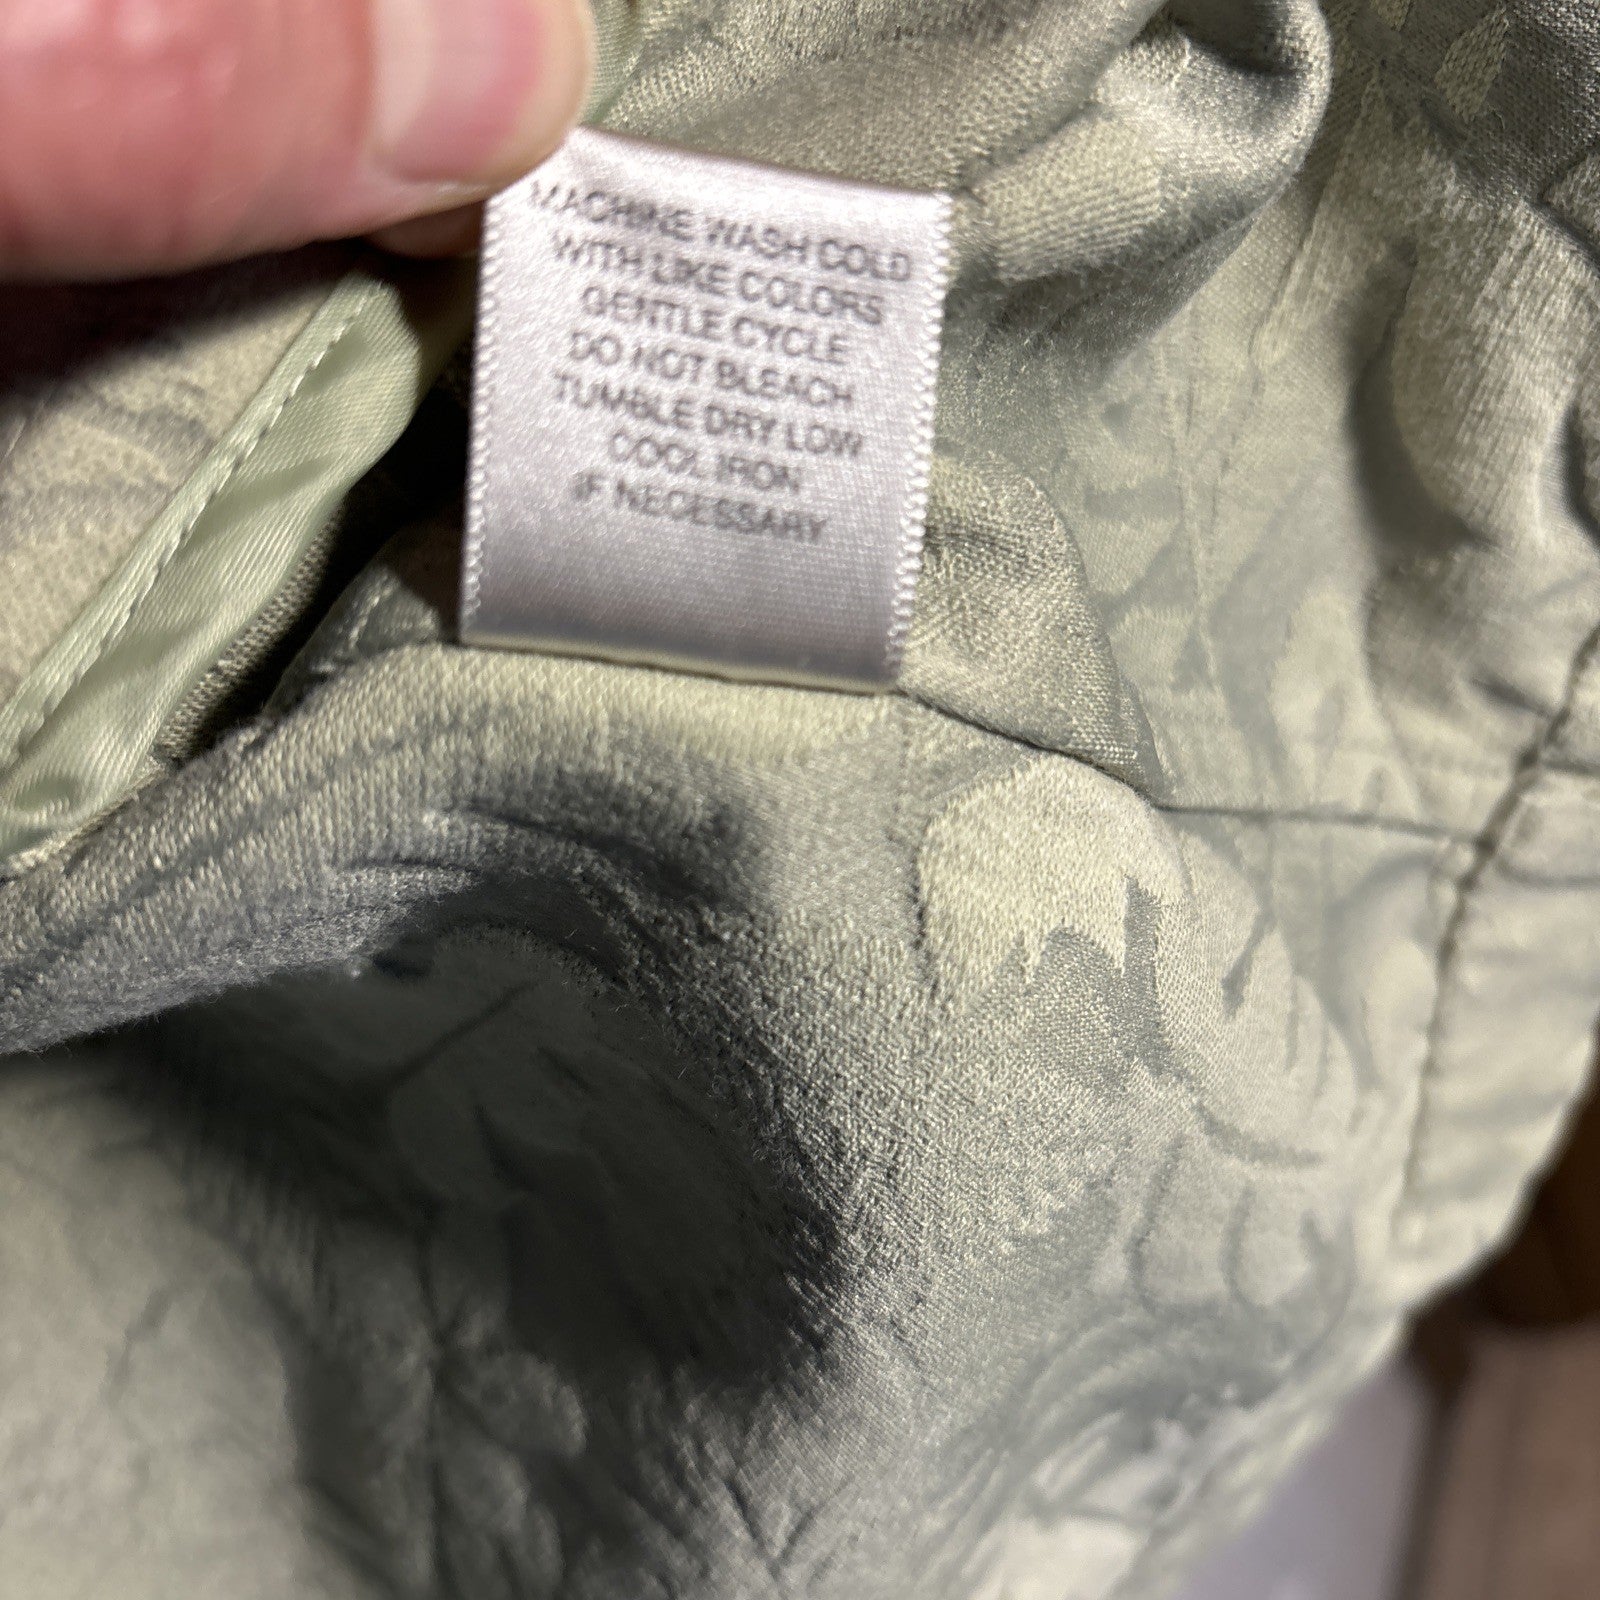 MACHINE WASH COLD
WITH LIKE COLORS
GENTLE CYCLE
DO NOT BLEACH
TUMBLE DRY LOW
COOL IRON
IF NECESSARY